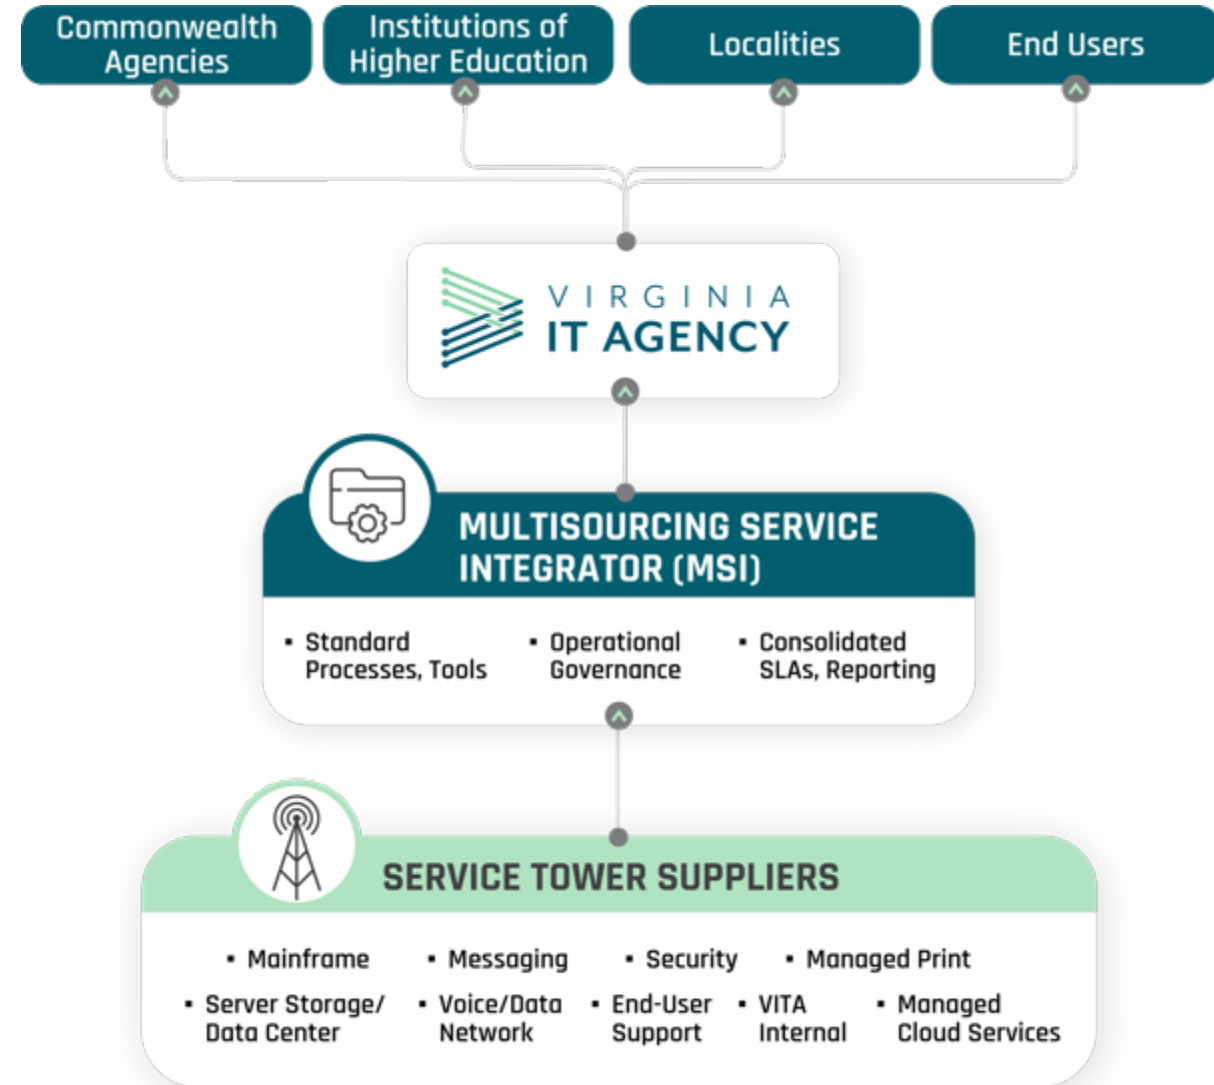 Commonwealth
Agencies
Institutions of
Higher Education
Localities
End Users
VIRGINIA
IT AGENCY
MULTISOURCING SERVICE
INTEGRATOR (MSI)
▪ Standard
Processes, Tools
▪ Operational
Governance
▪ Consolidated
SLAs, Reporting
SERVICE TOWER SUPPLIERS
▪ Mainframe
▪ Messaging
▪ Security
▪ Managed Print
▪ Server Storage/
Data Center
▪ Voice/Data
Network
▪ End-User
Support
▪ VITA
Internal
▪ Managed
Cloud Services